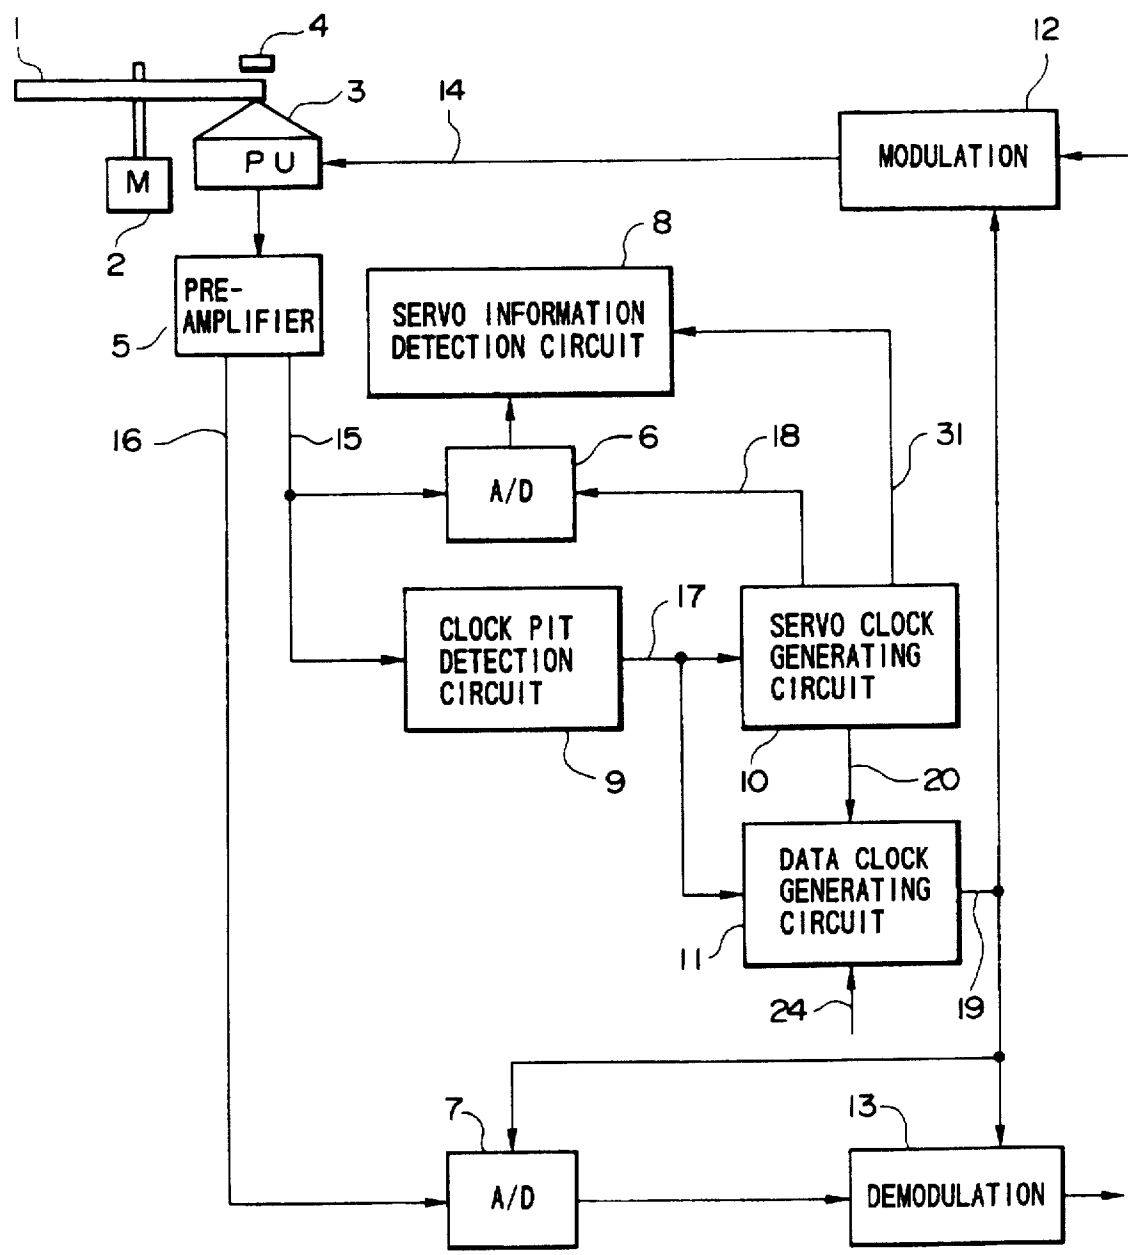 1
4
12
3
14
PU
MODULATION
M
2
8
PRE-
AMPLIFIER
5
SERVO INFORMATION
DETECTION CIRCUIT
16
15
6
18
31
A/D
17
CLOCK PIT
DETECTION
CIRCUIT
SERVO CLOCK
GENERATING
CIRCUIT
9
10
20
DATA CLOCK
GENERATING
CIRCUIT
11
24
19
7
13
A/D
DEMODULATION